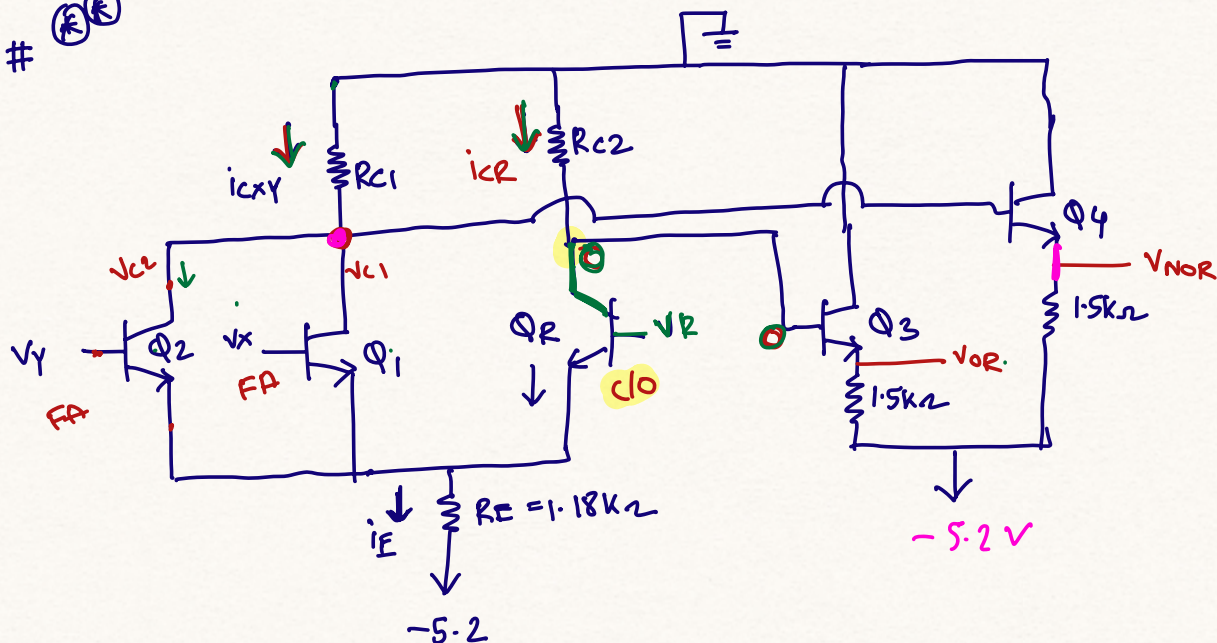 # * *
RC1
RC2
icxy
icR
Q4
VNOR
1.5KΩ
VC2
VC1
Vy
Q2
Vx
Q1
FA
FA
QR
VR
c/o
Q3
VOR
1.5KΩ
iE
RE = 1.18KΩ
-5.2 V
-5.2